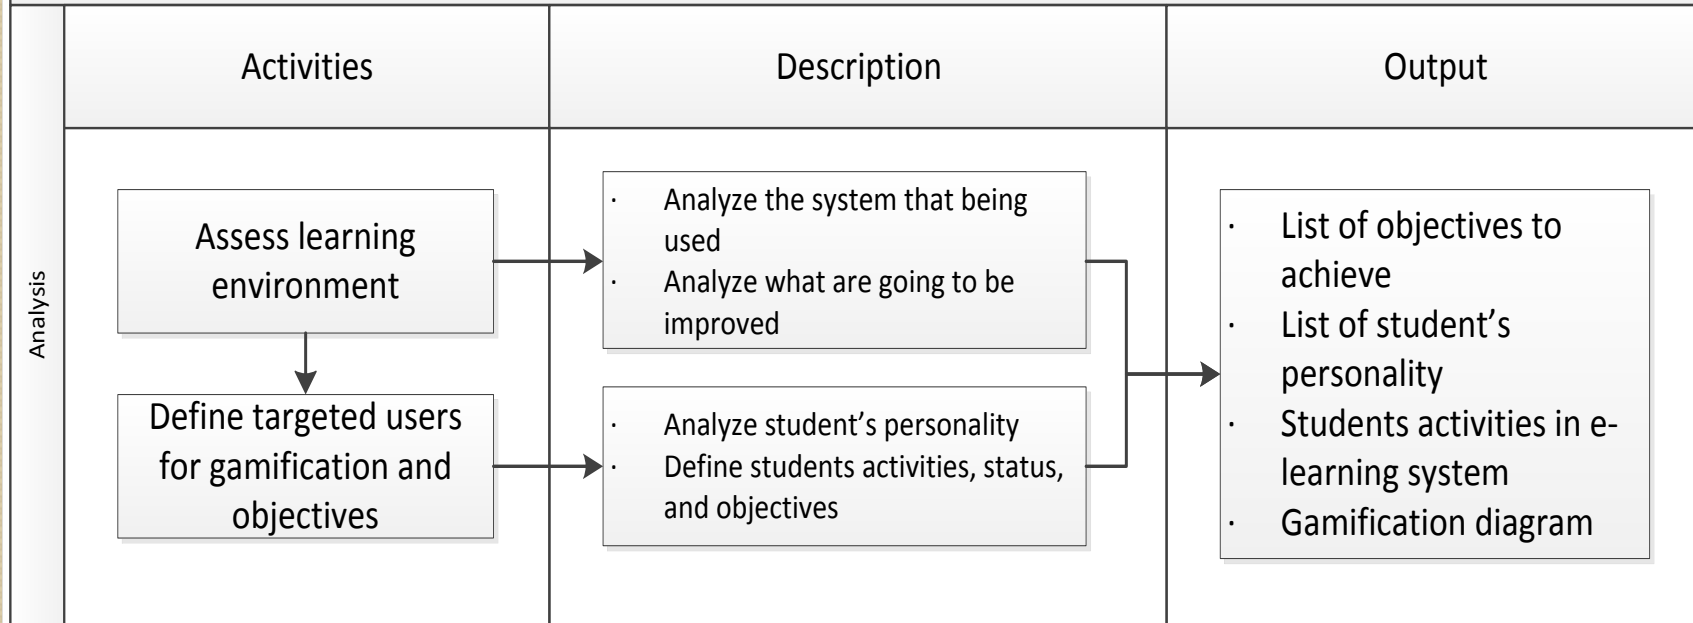 Activities
Description
Output
Analysis
Assess learning
environment
· Analyze the system that being
used
· Analyze what are going to be
improved
Define targeted users
for gamification and
objectives
· Analyze student’s personality
· Define students activities, status,
and objectives
· List of objectives to
achieve
· List of student’s
personality
· Students activities in e-
learning system
· Gamification diagram